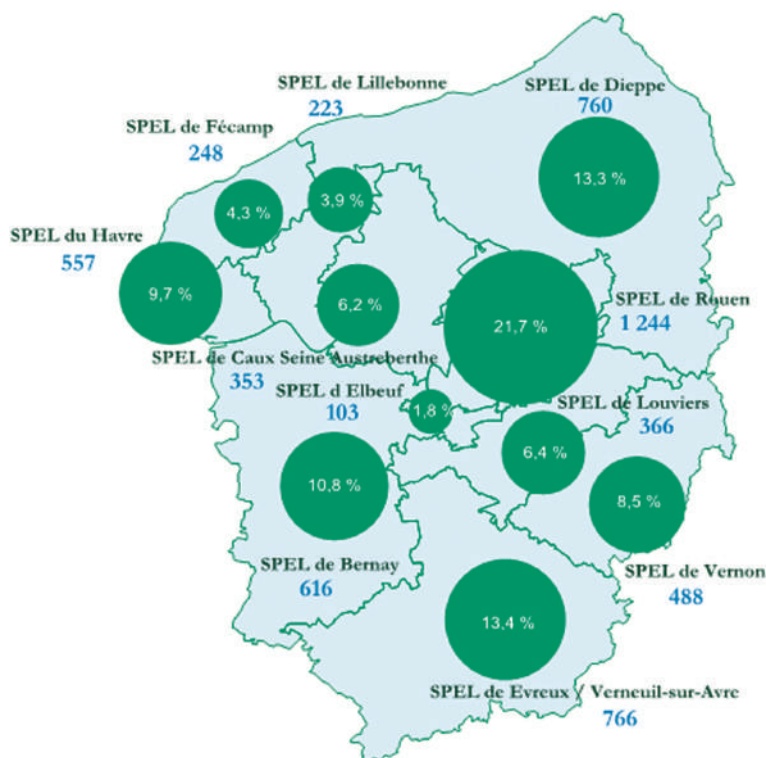 SPEL de Lillebonne
223
SPEL de Dieppe
760
SPEL de Fécamp
248
13,3 %
3,9 %
4,3 %
SPEL du Havre
557
9,7 %
6,2 %
21,7 %
SPEL de Rouen
1 244
SPEL de Caux Seine Austreberthe
353
SPEL d Elbeuf
103
1,8 %
SPEL de Louviers
366
6,4 %
10,8 %
8,5 %
SPEL de Bernay
616
SPEL de Vernon
488
13,4 %
SPEL de Evreux / Verneuil-sur-Avre
766